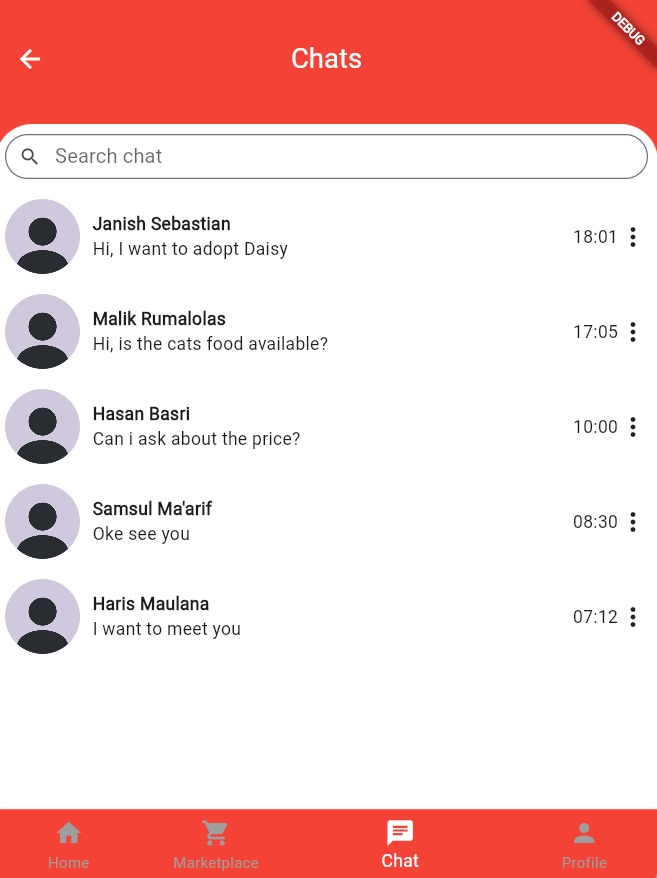 DEBUG
Chats
Search chat
Janish Sebastian
Hi, I want to adopt Daisy
18:01
Malik Rumalolas
Hi, is the cats food available?
17:05
Hasan Basri
Can i ask about the price?
10:00
Samsul Ma'arif
Oke see you
08:30
Haris Maulana
I want to meet you
07:12
Home
Marketplace
Chat
Profile